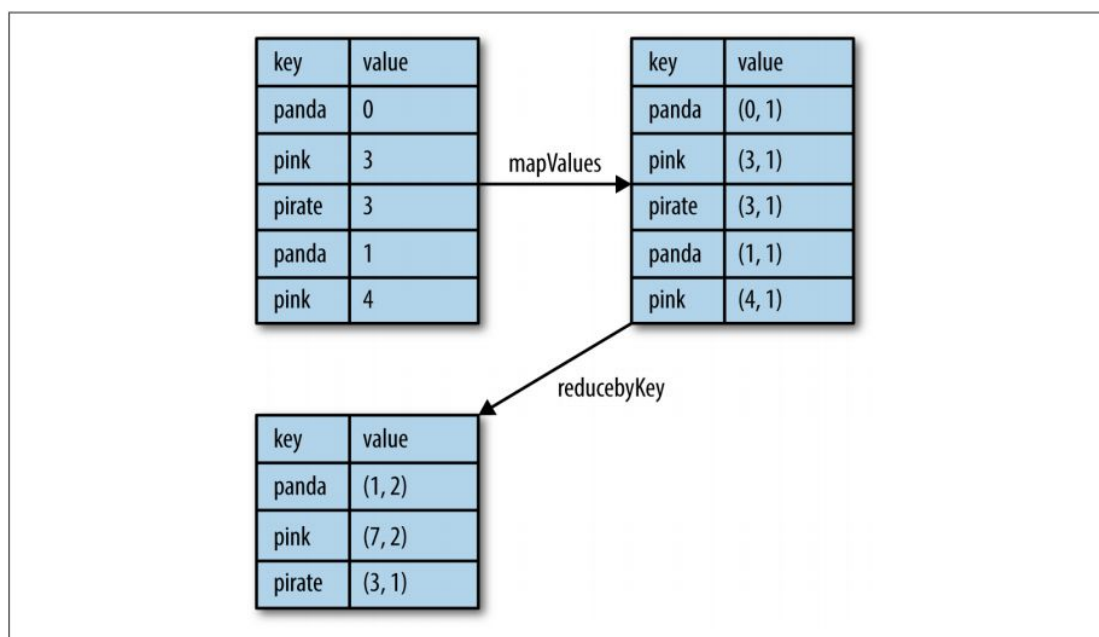 key value
panda 0
pink 3
pirate 3
panda 1
pink 4
mapValues
key value
panda (0, 1)
pink (3, 1)
pirate (3, 1)
panda (1, 1)
pink (4, 1)
reducebyKey
key value
panda (1, 2)
pink (7, 2)
pirate (3, 1)